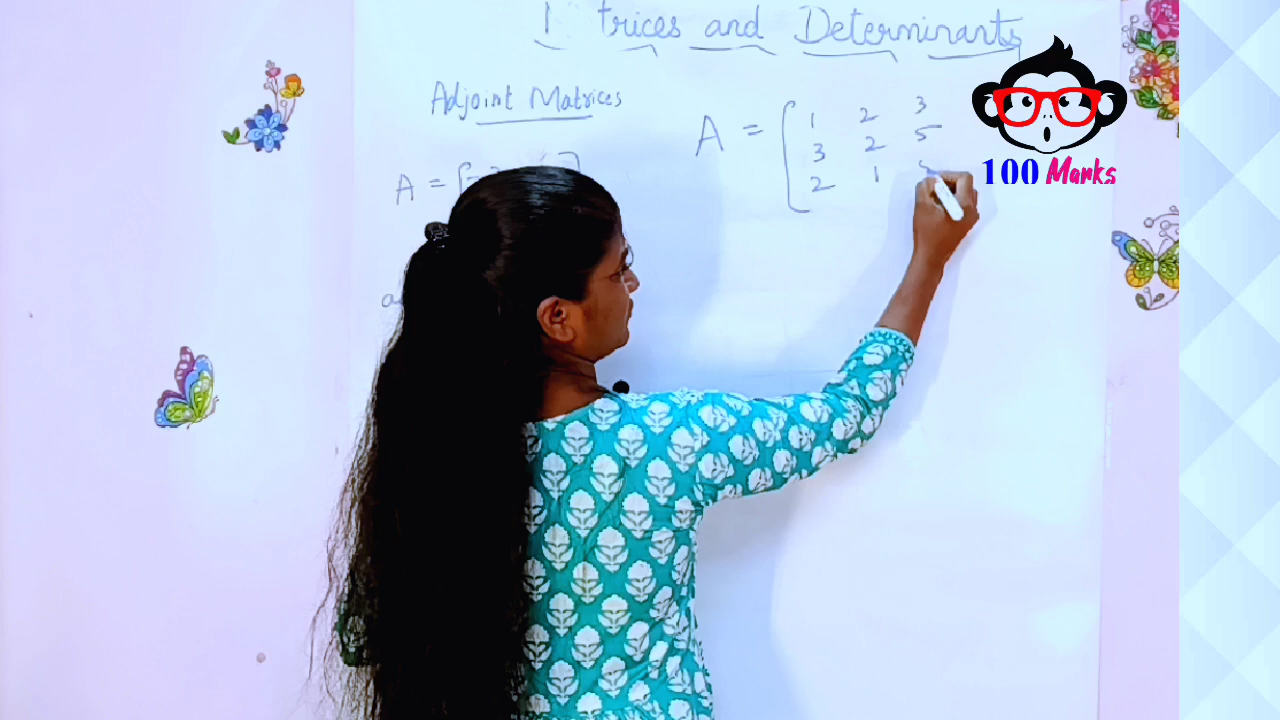 trices and Determinants
Adjoint Matrices
A =
A = [ 1 2 3
3 2 5
2 1
100 Marks